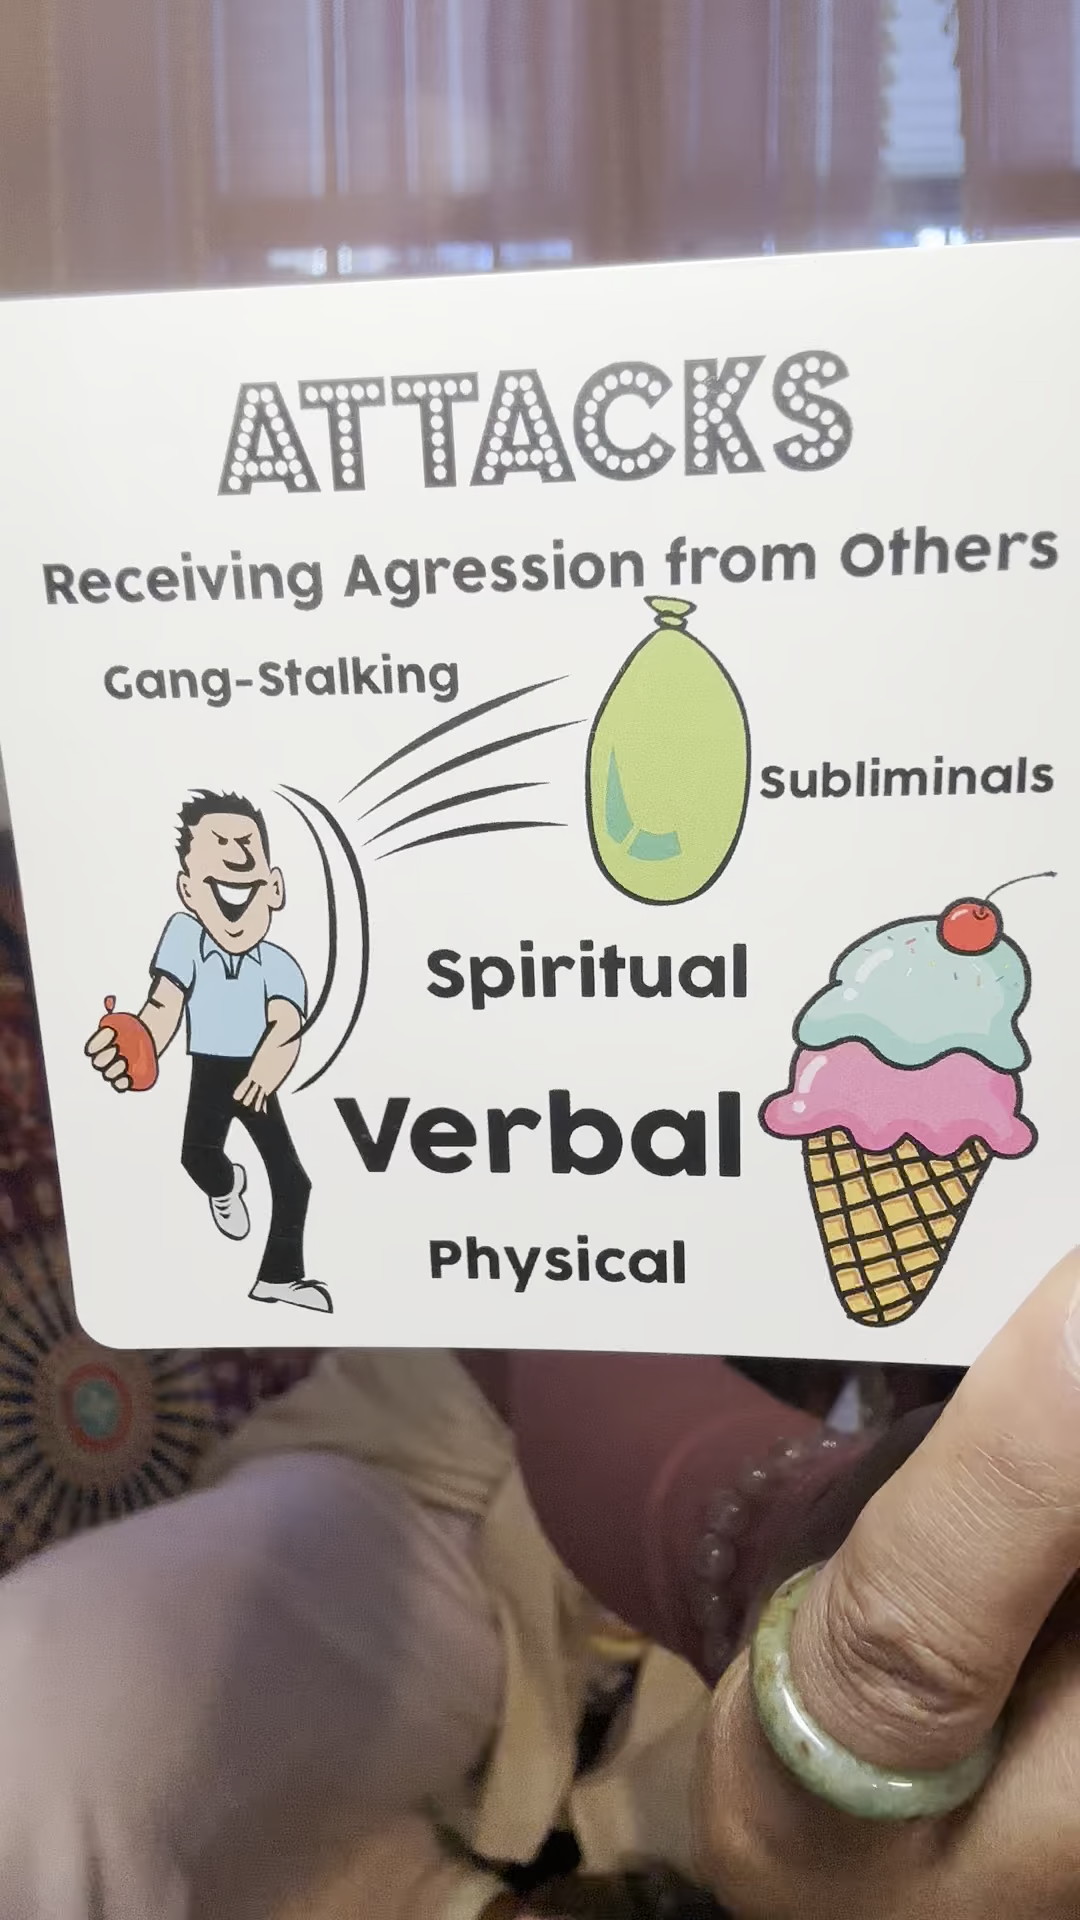 ATTACKS
Receiving Agression from Others
Gang-Stalking
Subliminals
Spiritual
Verbal
Physical